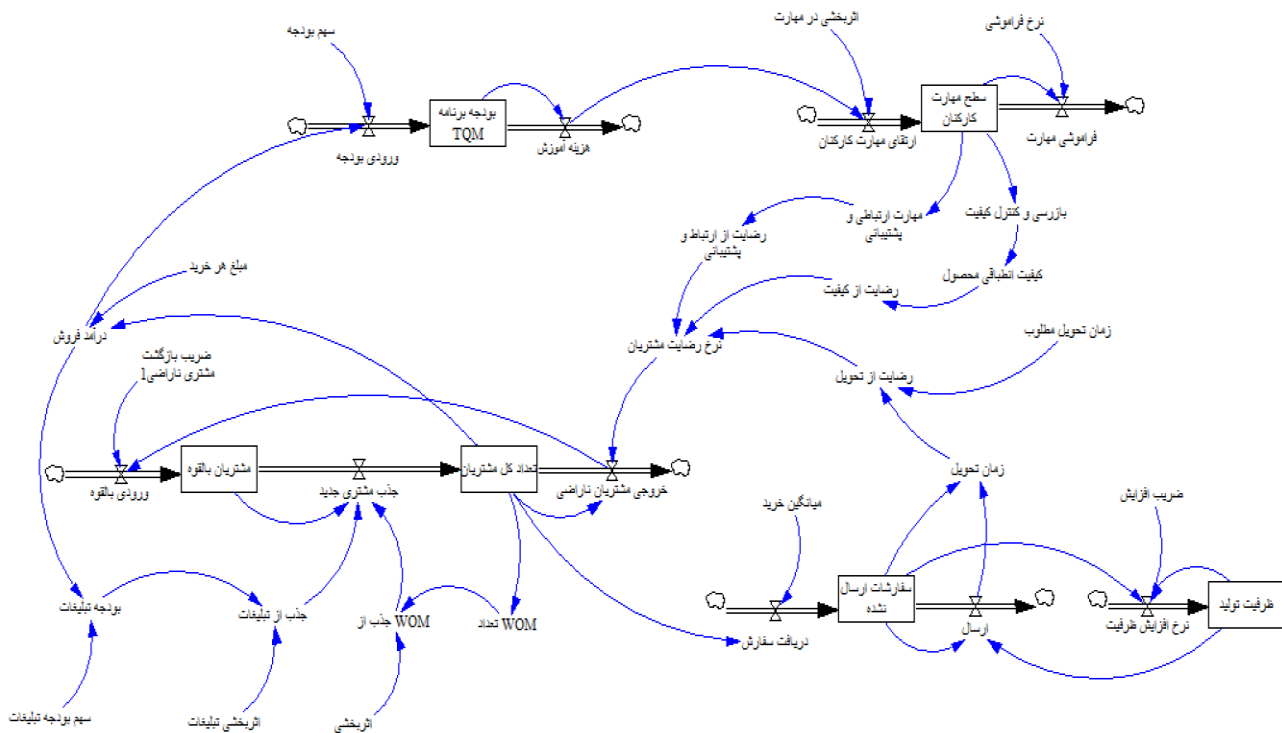 سهم بودجه
اثربخشی در مهارت
نرخ فراموشی
بودجه برنامه
TQM
سطح مهارت
کارکنان
ورودی بودجه
هزینه آموزش
ارتقای مهارت کارکنان
فراموشی مهارت
مهارت ارتباطی و
پشتیبانی
بازرسی و کنترل کیفیت
رضایت از ارتباط و
پشتیبانی
کیفیت انطباقی محصول
مبلغ هر خرید
رضایت از کیفیت
درآمد فروش
نرخ رضایت مشتریان
زمان تحویل مطلوب
ضریب بازگشت
مشتری ناراضی1
رضایت از تحویل
مشتریان بالقوه
تعداد کل مشتریان
زمان تحویل
ورودی بالقوه
جذب مشتری جدید
خروجی مشتریان ناراضی
میانگین خرید
ضریب افزایش
سفارشات ارسال
نشده
ظرفیت تولید
بودجه تبلیغات
جذب از تبلیغات
جذب از WOM
تعداد WOM
دریافت سفارش
ارسال
نرخ افزایش ظرفیت
سهم بودجه تبلیغات
اثربخشی تبلیغات
اثربخشی